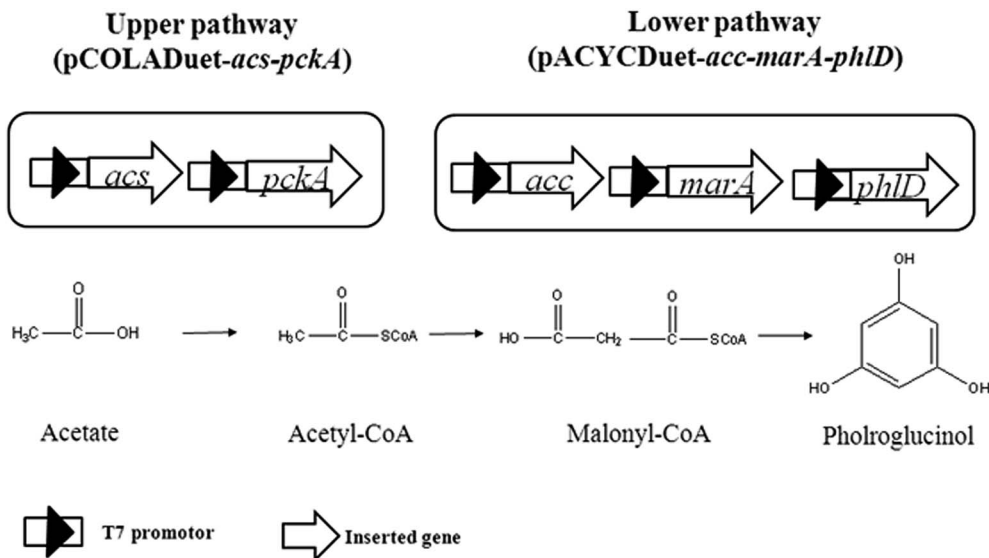 Upper pathway
(pCOLADuet-acs-pckA)
Lower pathway
(pACYCDuet-acc-marA-phlD)
acs
pckA
acc
marA
phlD
O
H₃C
C
OH
O
H₃C
C
SCoA
O
O
HO
C
CH₂
C
SCoA
OH
HO
OH
Acetate
Acetyl-CoA
Malonyl-CoA
Pholroglucinol
T7 promotor
Inserted gene